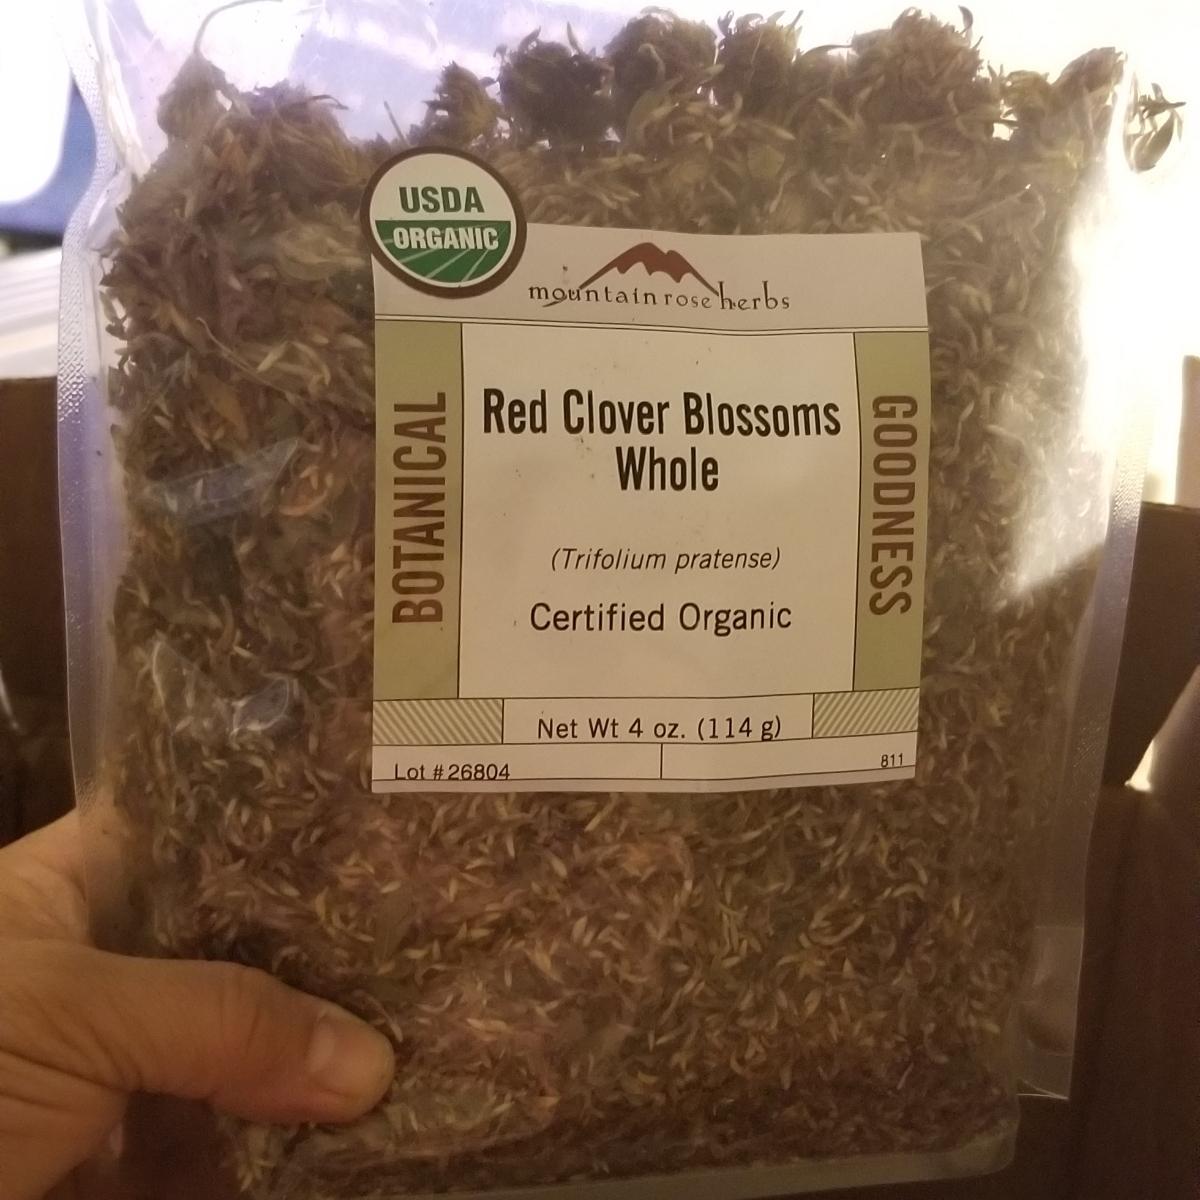 USDA
ORGANIC
mountain rose herbs
BOTANICAL
Red Clover Blossoms
Whole
(Trifolium pratense)
Certified Organic
GOODNESS
Net Wt 4 oz. (114 g)
Lot # 26804
811